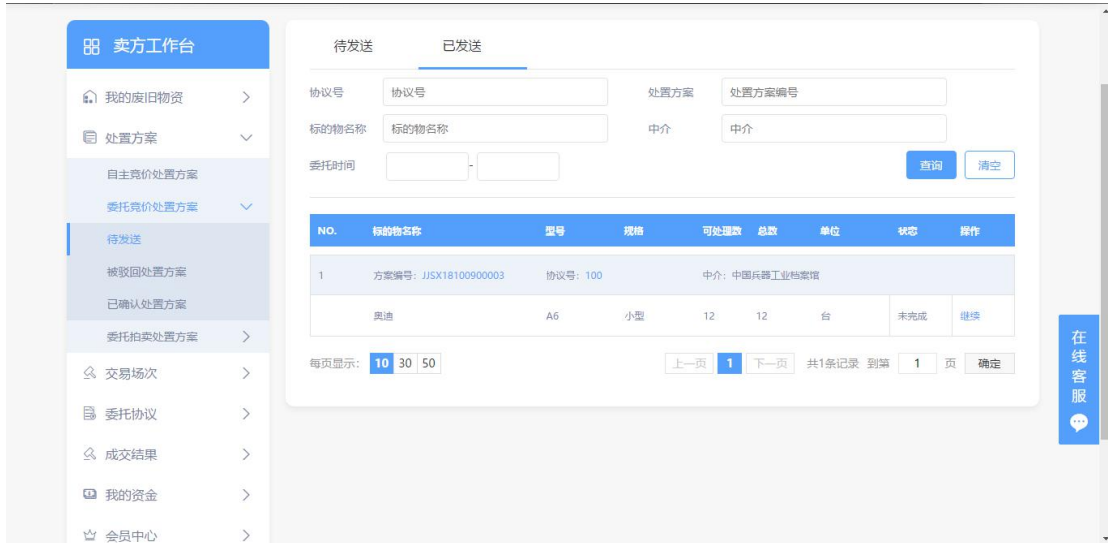 卖方工作台
我的废旧物资
处置方案
自主竞价处置方案
委托竞价处置方案
待发送
被驳回处置方案
已确认处置方案
委托拍卖处置方案
交易场次
委托协议
成交结果
我的资金
会员中心
待发送 已发送
协议号 协议号 处置方案 处置方案编号
标的物名称 标的物名称 中介 中介
委托时间 - 查询 清空
NO. 标的物名称 型号 规格 可处理数 总数 单位 状态 操作
1 方案编号：JJSX18100900003 协议号：100 中介：中国兵器工业档案馆
奥迪 A6 小型 12 12 台 未完成 继续
每页显示： 10 30 50 上一页 1 下一页 共1条记录 到第 1 页 确定
在线客服